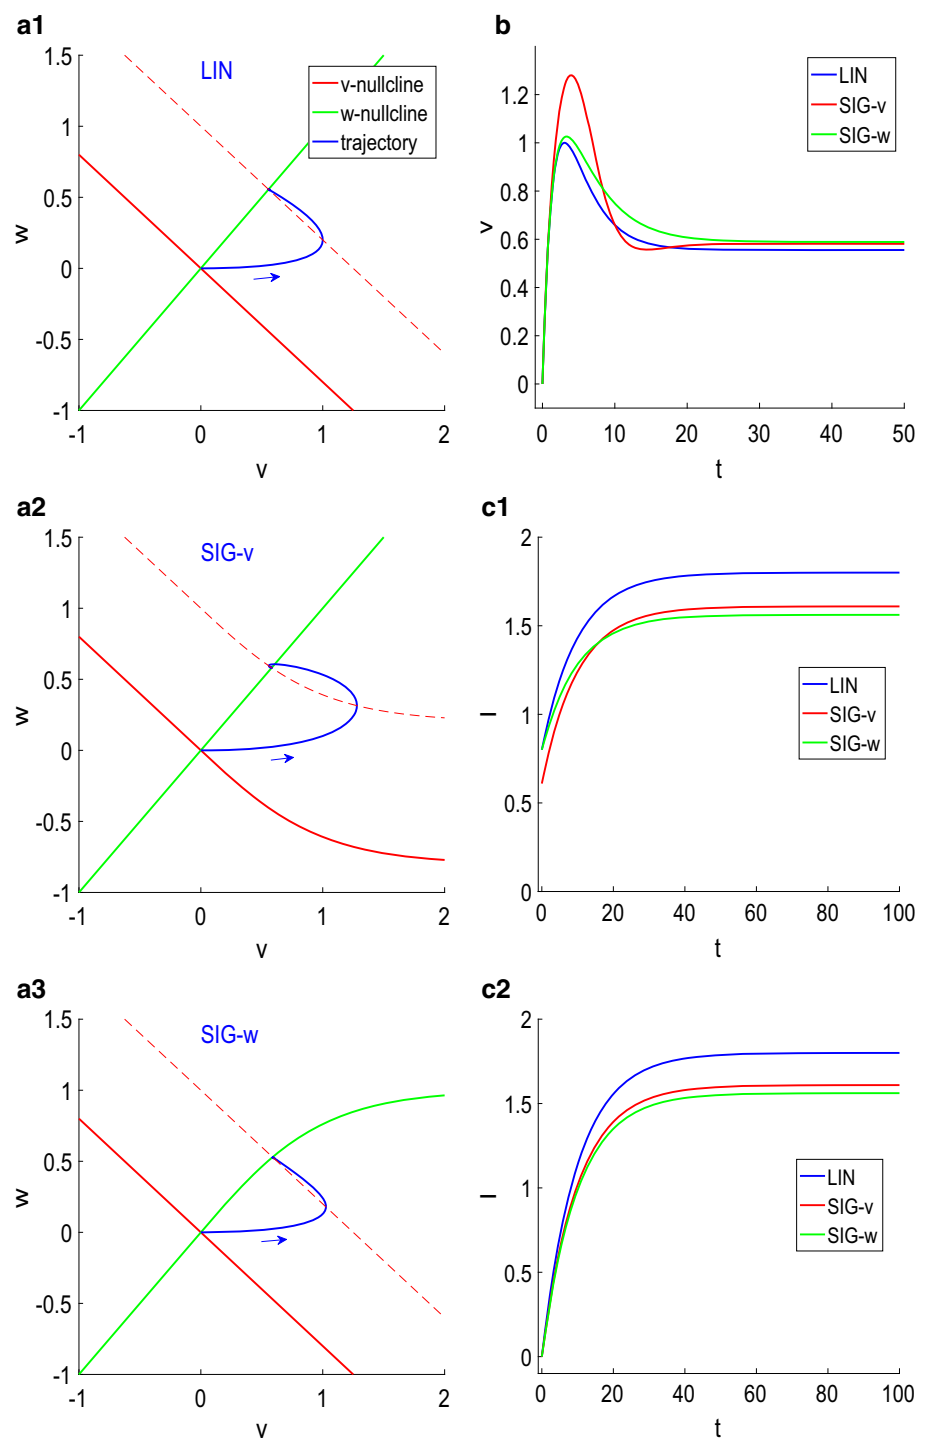 a1
1.5
1
0.5
0
-0.5
-1
w
-1
0
1
2
v
LIN
v-nullcline
w-nullcline
trajectory
b
1.2
1
0.8
0.6
0.4
0.2
0
v
0
10
20
30
40
50
t
LIN
SIG-v
SIG-w
a2
1.5
1
0.5
0
-0.5
-1
w
-1
0
1
2
v
SIG-v
c1
2
1.5
1
0.5
0
I
0
20
40
60
80
100
t
LIN
SIG-v
SIG-w
a3
1.5
1
0.5
0
-0.5
-1
w
-1
0
1
2
v
SIG-w
c2
2
1.5
1
0.5
0
I
0
20
40
60
80
100
t
LIN
SIG-v
SIG-w